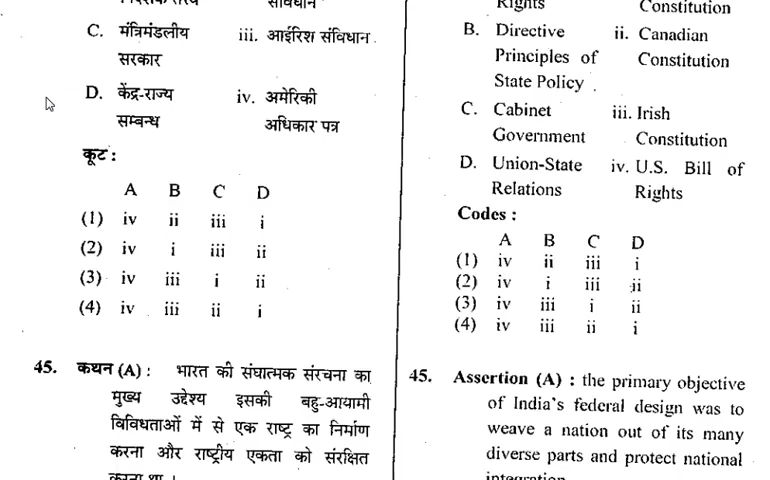 संविधान
C. मंत्रिमंडलीय iii. आईरिश संविधान
सरकार
D. केंद्र-राज्य iv. अमेरिकी
सम्बन्ध अधिकार पत्र
कूट :
A B C D
(1) iv ii iii i
(2) iv i iii ii
(3) iv iii i ii
(4) iv iii ii i
45. कथन (A) : भारत की संघात्मक संरचना का
मुख्य उद्देश्य इसकी बहु-आयामी
विविधताओं में से एक राष्ट्र का निर्माण
करना और राष्ट्रीय एकता को संरक्षित
करना था ।
Rights Constitution
B. Directive ii. Canadian
Principles of Constitution
State Policy
C. Cabinet iii. Irish
Government Constitution
D. Union-State iv. U.S. Bill of
Relations Rights
Codes :
A B C D
(1) iv ii iii i
(2) iv i iii ii
(3) iv iii i ii
(4) iv iii ii i
45. Assertion (A) : the primary objective
of India's federal design was to
weave a nation out of its many
diverse parts and protect national
integration